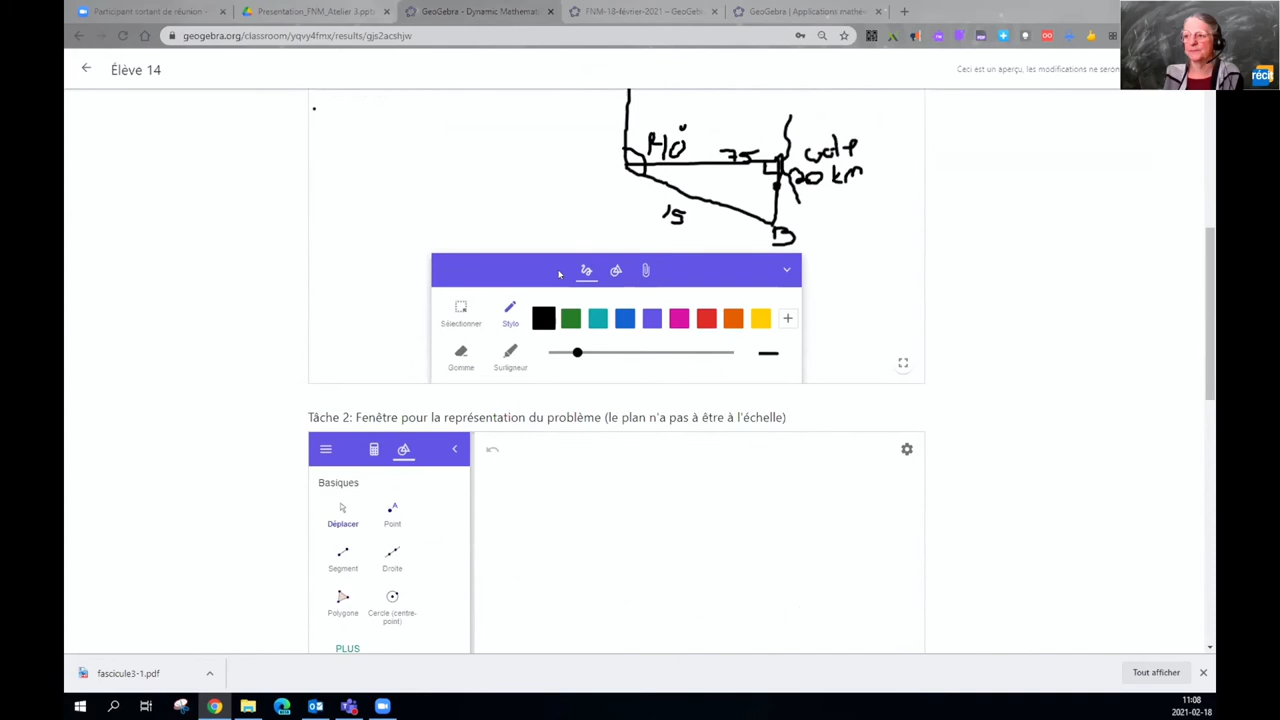 Participant sortant de réunion -
Presentation_FNM_Atelier 3.pptx
GeoGebra - Dynamic Mathemat
FNM-18-février-2021 – GeoGeb
GeoGebra | Applications mathé
geogebra.org/classroom/yqvy4fmx/results/gjs2acshjw
Élève 14
Ceci est un aperçu, les modifications ne seron
récit
75
20 km
15
B
Sélectionner
Stylo
Gomme
Surligneur
Tâche 2: Fenêtre pour la représentation du problème (le plan n'a pas à être à l'échelle)
Basiques
Déplacer
Point
Segment
Droite
Polygone
Cercle (centre-
point)
PLUS
fascicule3-1.pdf
Tout afficher
11:08
2021-02-18